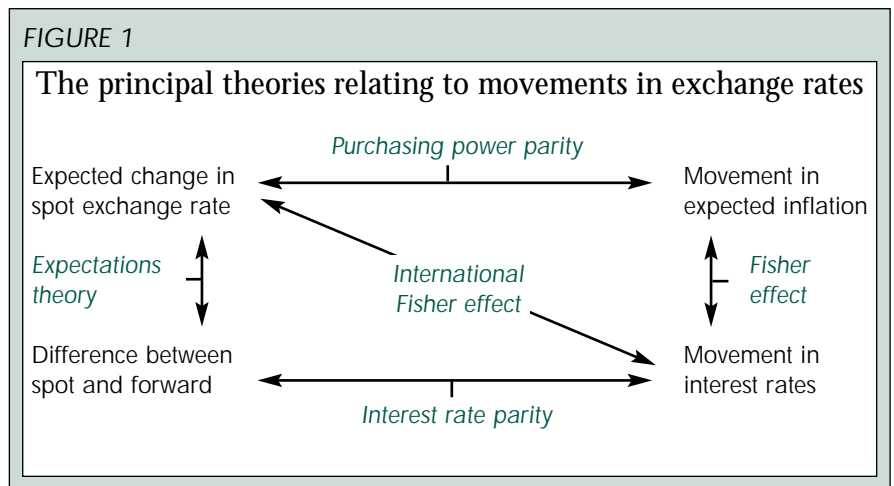 FIGURE 1
The principal theories relating to movements in exchange rates
Purchasing power parity
Expected change in
spot exchange rate
Movement in
expected inflation
Expectations
theory
International
Fisher effect
Fisher
effect
Difference between
spot and forward
Movement in
interest rates
Interest rate parity